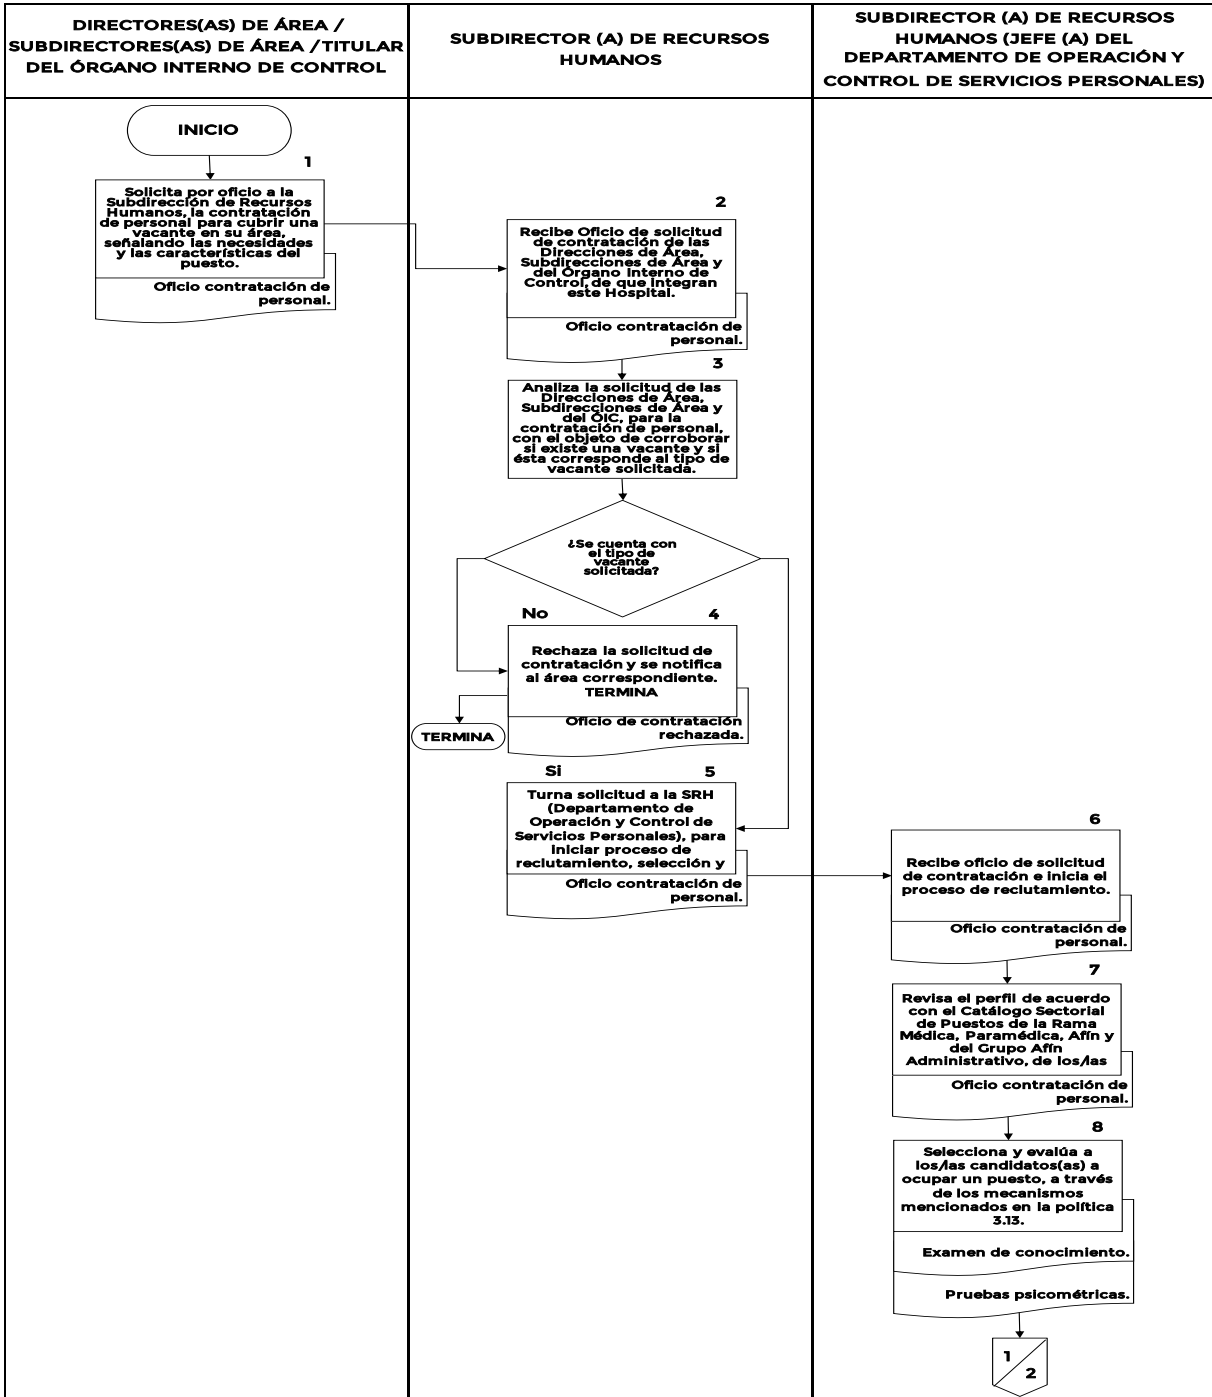 DIRECTORES(AS) DE ÁREA /
SUBDIRECTORES(AS) DE ÁREA / TITULAR
DEL ÓRGANO INTERNO DE CONTROL
SUBDIRECTOR (A) DE RECURSOS
HUMANOS
SUBDIRECTOR (A) DE RECURSOS
HUMANOS (JEFE (A) DEL
DEPARTAMENTO DE OPERACIÓN Y
CONTROL DE SERVICIOS PERSONALES)
INICIO
1
Solicita por oficio a la
Subdirección de Recursos
Humanos, la contratación
de personal para cubrir una
vacante en su área,
señalando las necesidades
y las características del
puesto.
Oficio contratación de
personal.
2
Recibe Oficio de solicitud
de contratación de las
Direcciones de Área,
Subdirecciones de Área y
del Órgano Interno de
Control, de que integran
este Hospital.
Oficio contratación de
personal.
3
Analiza la solicitud de las
Direcciones de Área,
Subdirecciones de Área y
del OIC, para la
contratación de personal,
con el objeto de corroborar
si existe una vacante y si
ésta corresponde al tipo de
vacante solicitada.
¿Se cuenta con
el tipo de
vacante
solicitada?
No
4
Rechaza la solicitud de
contratación y se notifica
al área correspondiente.
TERMINA
Oficio de contratación
rechazada.
TERMINA
Si
5
Turna solicitud a la SRH
(Departamento de
Operación y Control de
Servicios Personales), para
iniciar proceso de
reclutamiento, selección y
Oficio contratación de
personal.
6
Recibe oficio de solicitud
de contratación e inicia el
proceso de reclutamiento.
Oficio contratación de
personal.
7
Revisa el perfil de acuerdo
con el Catálogo Sectorial
de Puestos de la Rama
Médica, Paramédica, Afín y
del Grupo Afín
Administrativo, de los/las
Oficio contratación de
personal.
8
Selecciona y evalúa a
los/las candidatos(as) a
ocupar un puesto, a través
de los mecanismos
mencionados en la política
3.13.
Examen de conocimiento.
Pruebas psicométricas.
1
2